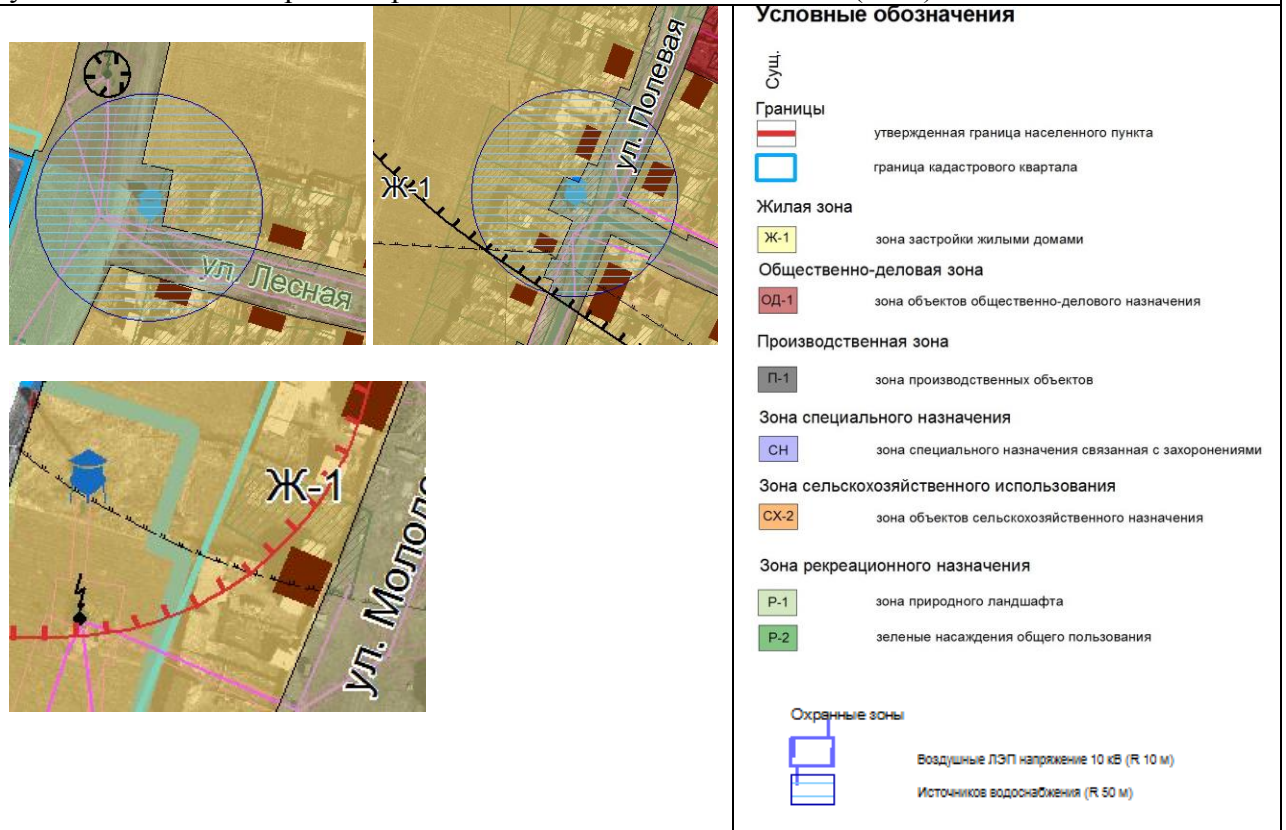 ул. Лесная
ул. Полевая
Ж-1
Ж-1
Условные обозначения
Сущ.
Границы
утвержденная граница населенного пункта
граница кадастрового квартала
Жилая зона
Ж-1 зона застройки жилыми домами
Общественно-деловая зона
ОД-1 зона объектов общественно-делового назначения
Производственная зона
П-1 зона производственных объектов
Зона специального назначения
СН зона специального назначения связанная с захоронениями
Зона сельскохозяйственного использования
СХ-2 зона объектов сельскохозяйственного назначения
Зона рекреационного назначения
Р-1 зона природного ландшафта
Р-2 зеленые насаждения общего пользования
Охранные зоны
Воздушные ЛЭП напряжение 10 кВ (R 10 м)
Источников водоснабжения (R 50 м)